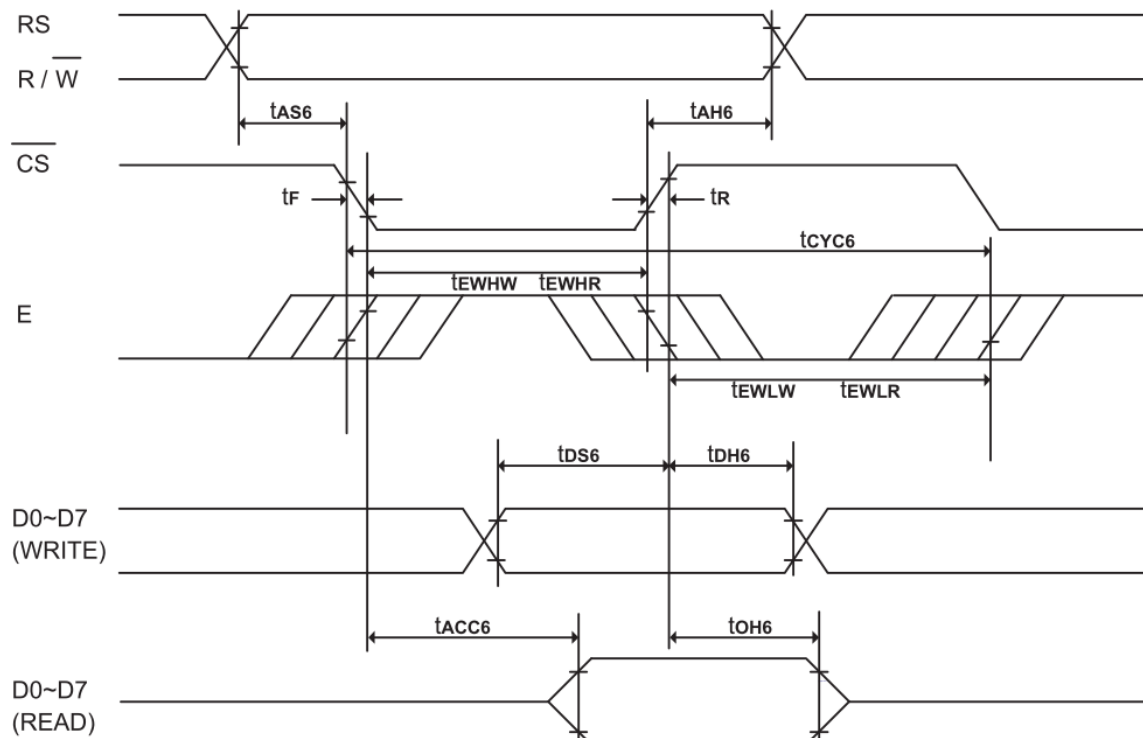 RS
R / W̅
tAS6
tAH6
C̅S̅
tF
tR
tCYC6
tEWHW tEWHR
E
tEWLW tEWLR
tDS6
tDH6
D0~D7
(WRITE)
tACC6
tOH6
D0~D7
(READ)